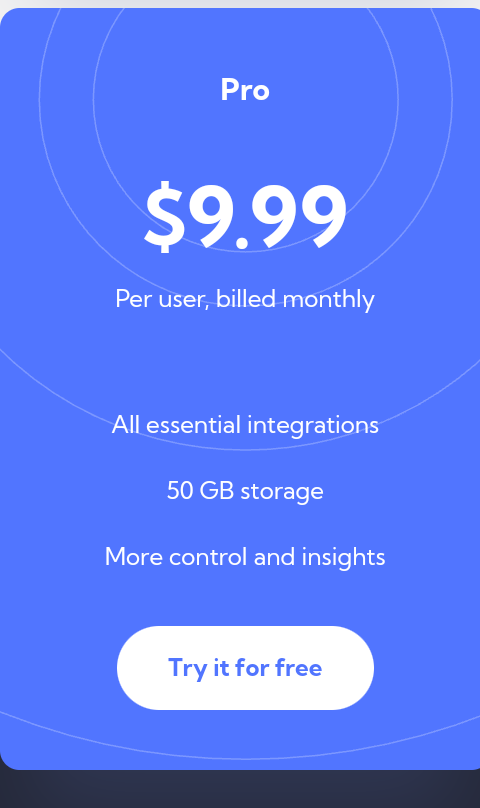 Pro
$9.99
Per user, billed monthly
All essential integrations
50 GB storage
More control and insights
Try it for free